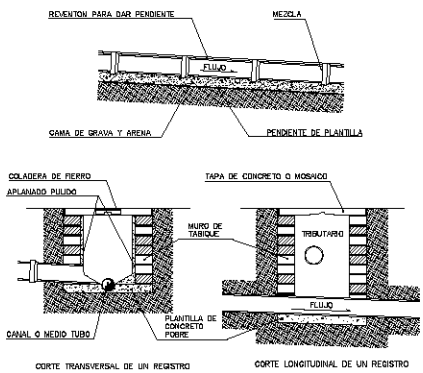 REVENTON PARA DAR PENDIENTE
MEZCLA
FLUJO
CAMA DE GRAVA Y ARENA
PENDIENTE DE PLANTILLA
COLADERA DE FIERRO
APLANADO PULIDO
TAPA DE CONCRETO O MOSAICO
MURO DE
TABIQUE
TRIBUTARIO
FLUJO
CANAL O MEDIO TUBO
PLANTILLA DE
CONCRETO
POBRE
CORTE TRANSVERSAL DE UN REGISTRO
CORTE LONGITUDINAL DE UN REGISTRO